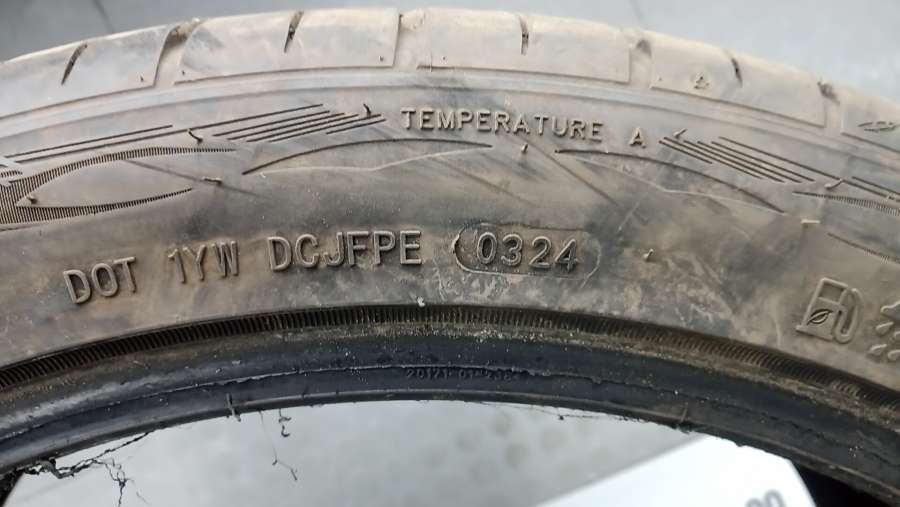 TEMPERATURE A
DOT 1YW DCJFPE 0324